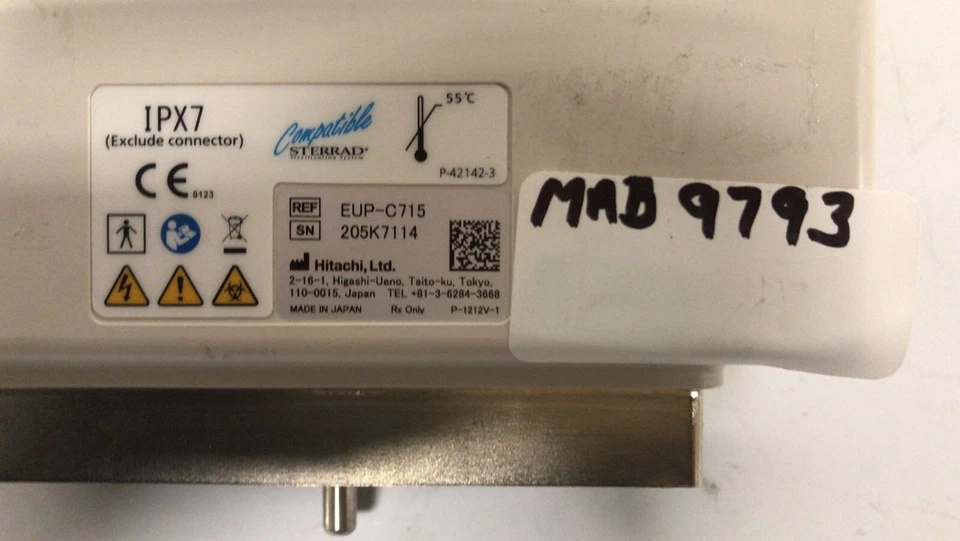 IPX7
(Exclude connector)
Compatible
STERRAD®
Sterilization System
55℃
P-42142-3
CE 0123
REF EUP-C715
SN 205K7114
Hitachi, Ltd.
2-16-1, Higashi-Ueno, Taito-ku, Tokyo,
110-0015, Japan TEL +81-3-6284-3668
MADE IN JAPAN Rx Only P-1212V-1
MAD 9793